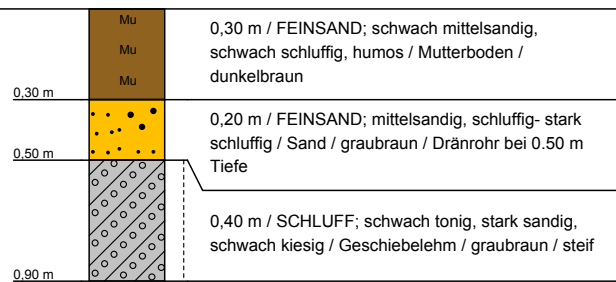 Mu
Mu
Mu
0,30 m / FEINSAND; schwach mittelsandig,
schwach schluffig, humos / Mutterboden /
dunkelbraun
0,30 m
0,20 m / FEINSAND; mittelsandig, schluffig- stark
schluffig / Sand / graubraun / Dränrohr bei 0.50 m
Tiefe
0,50 m
0,40 m / SCHLUFF; schwach tonig, stark sandig,
schwach kiesig / Geschiebelehm / graubraun / steif
0,90 m